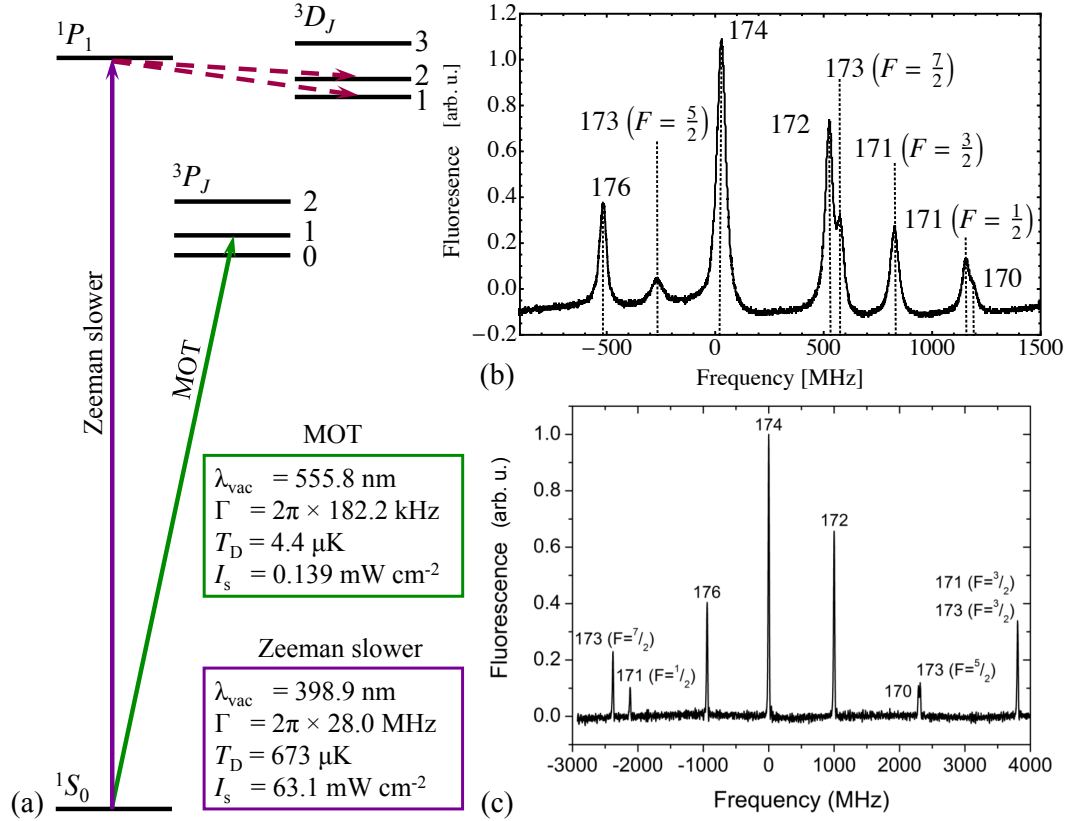 ¹P₁
³D_J
3
2
1
³P_J
2
1
0
Zeeman slower
MOT
MOT
λ_vac = 555.8 nm
Γ = 2π × 182.2 kHz
T_D = 4.4 μK
I_s = 0.139 mW cm⁻²
Zeeman slower
λ_vac = 398.9 nm
Γ = 2π × 28.0 MHz
T_D = 673 μK
I_s = 63.1 mW cm⁻²
¹S₀
(a)
Fluoresence [arb. u.]
1.2
1.0
0.8
0.6
0.4
0.2
0.0
−0.2
174
173 (F = 7/2)
173 (F = 5/2)
172
171 (F = 3/2)
176
171 (F = 1/2)
170
−500
0
500
1000
1500
Frequency [MHz]
(b)
Fluorescence (arb. u.)
1.0
0.8
0.6
0.4
0.2
0.0
174
172
176
171 (F=3/2)
173 (F=3/2)
173 (F=7/2)
171 (F=1/2)
170
173 (F=5/2)
-3000
-2000
-1000
0
1000
2000
3000
4000
Frequency (MHz)
(c)